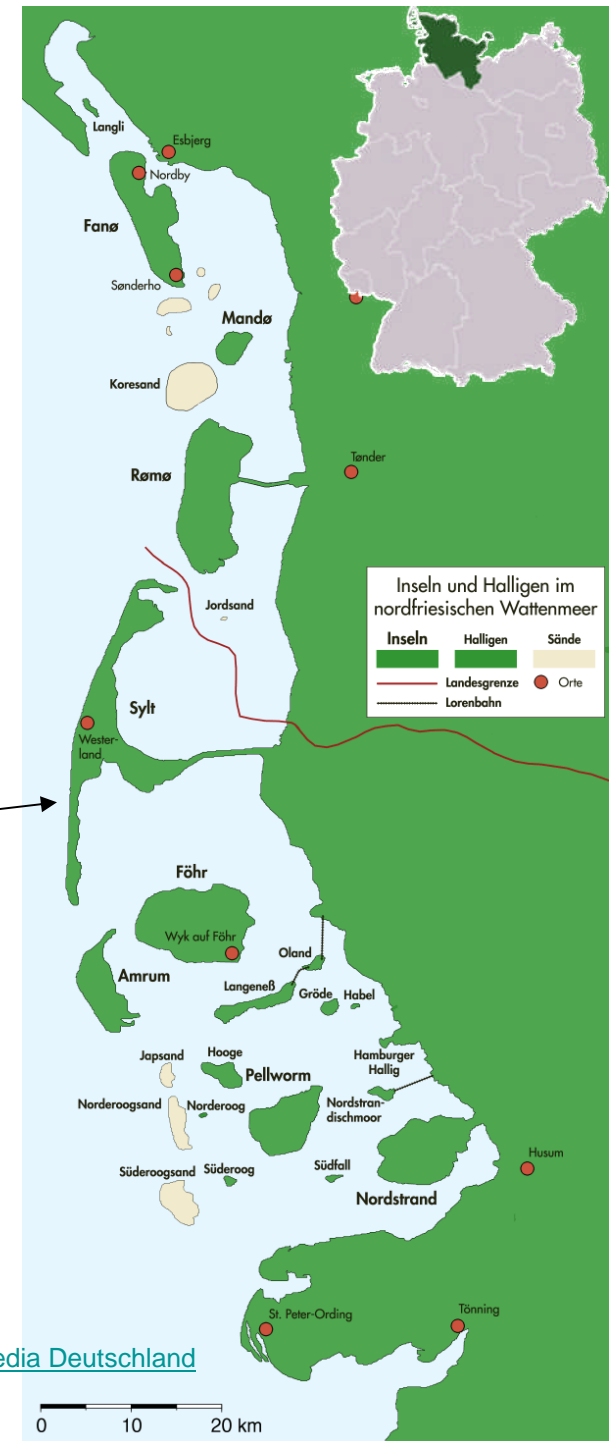 Langli
Esbjerg
Nordby
Fanø
Sønderho
Mandø
Koresand
Tønder
Rømø
Inseln und Halligen im
nordfriesischen Wattenmeer
Inseln Halligen Sände
Landesgrenze Orte
Lorenbahn
Jordsand
Sylt
Wester-
land
Föhr
Wyk auf Föhr
Oland
Amrum
Langeneß
Gröde Habel
Japsand
Hooge
Hamburger
Hallig
Pellworm
Norderoogsand
Norderoog
Nordstran-
dischmoor
Husum
Süderoogsand
Süderoog
Südfall
Nordstrand
St. Peter-Ording
Tönning
edia Deutschland
0 10 20 km